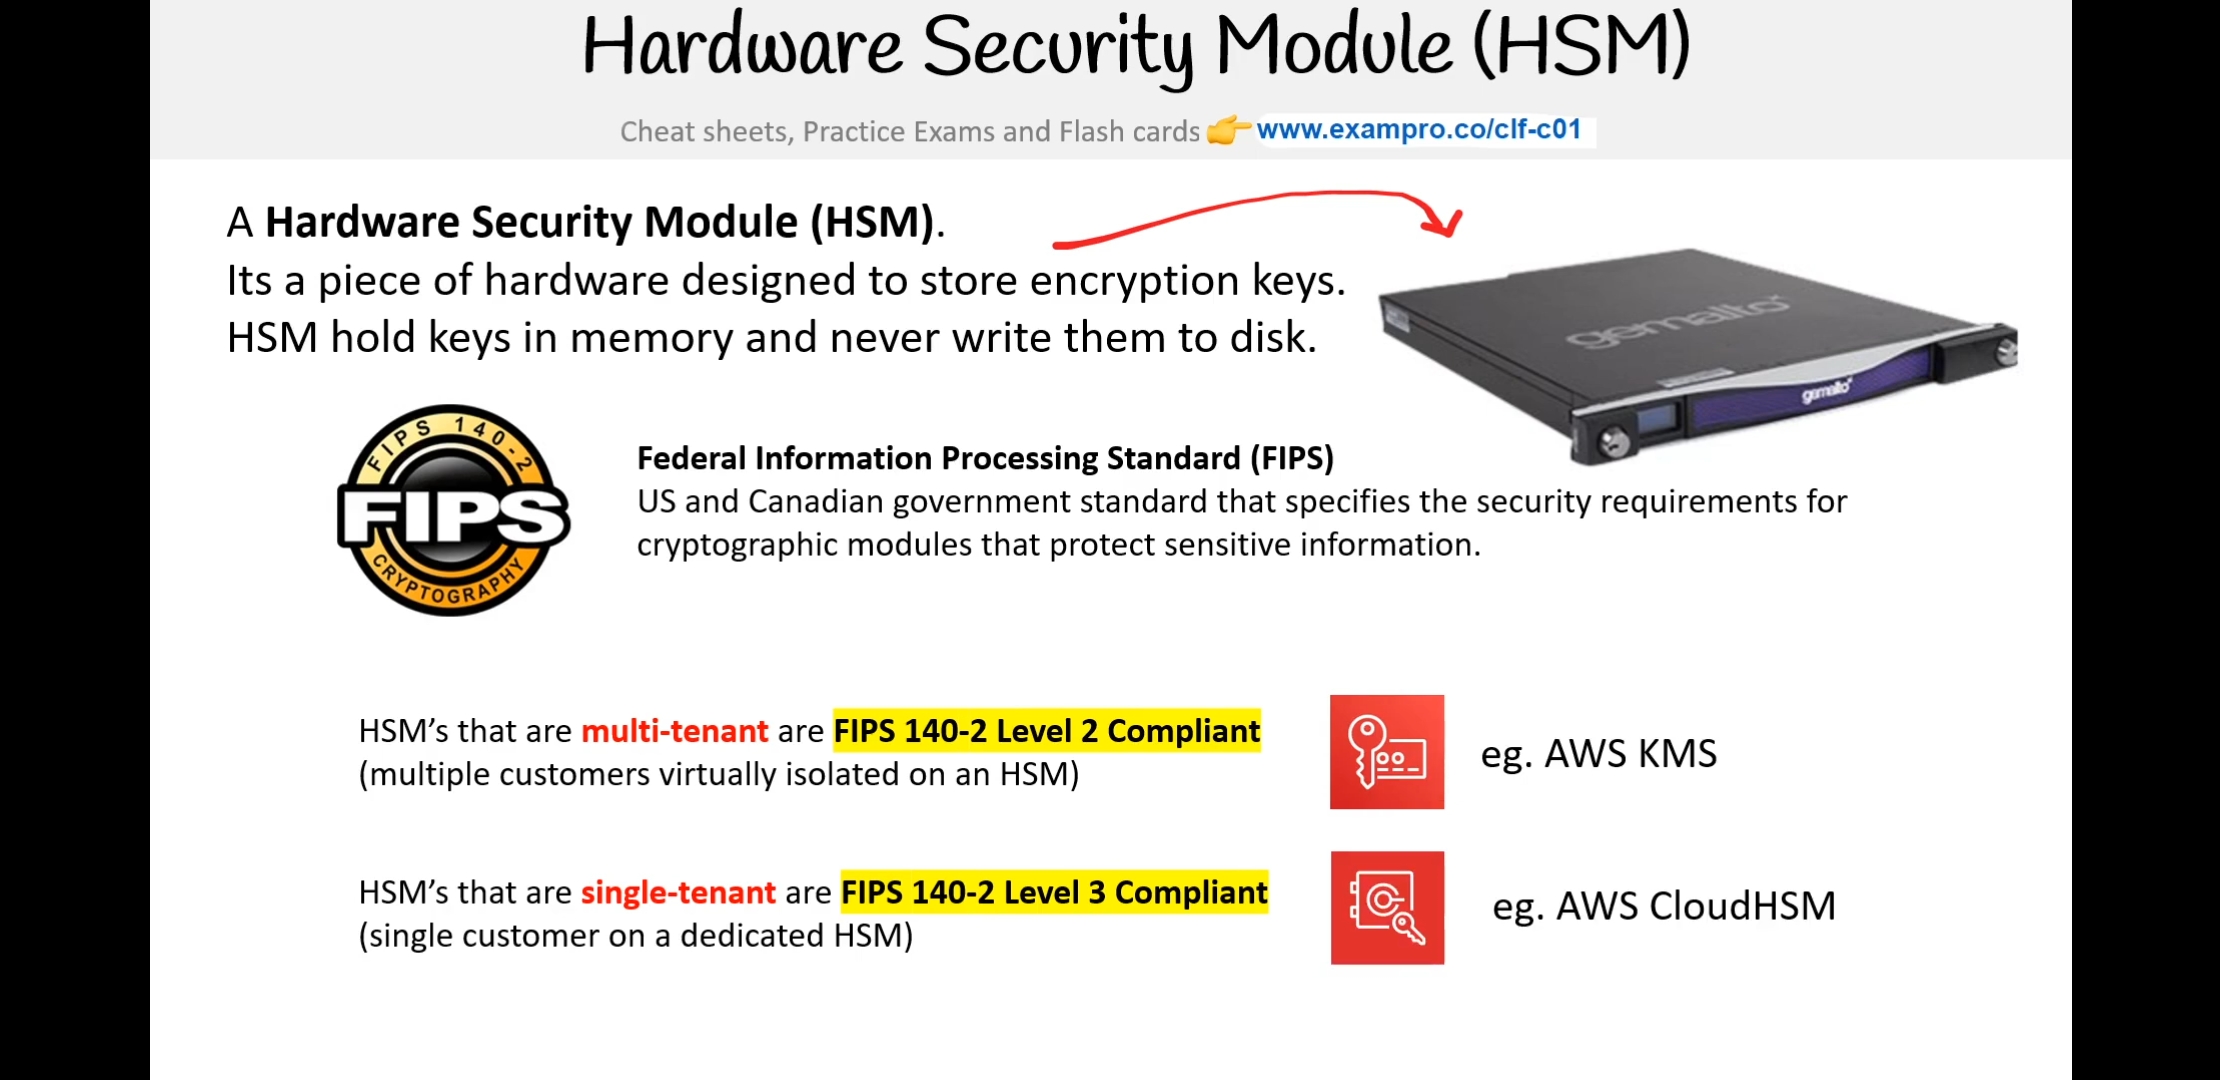 Hardware Security Module (HSM)
Cheat sheets, Practice Exams and Flash cards 👉 www.exampro.co/clf-c01
A Hardware Security Module (HSM).
Its a piece of hardware designed to store encryption keys.
HSM hold keys in memory and never write them to disk.
gemalto
gemalto
FIPS 140-2
FIPS
CRYPTOGRAPHY
Federal Information Processing Standard (FIPS)
US and Canadian government standard that specifies the security requirements for
cryptographic modules that protect sensitive information.
HSM’s that are multi-tenant are FIPS 140-2 Level 2 Compliant
(multiple customers virtually isolated on an HSM)
eg. AWS KMS
HSM’s that are single-tenant are FIPS 140-2 Level 3 Compliant
(single customer on a dedicated HSM)
eg. AWS CloudHSM